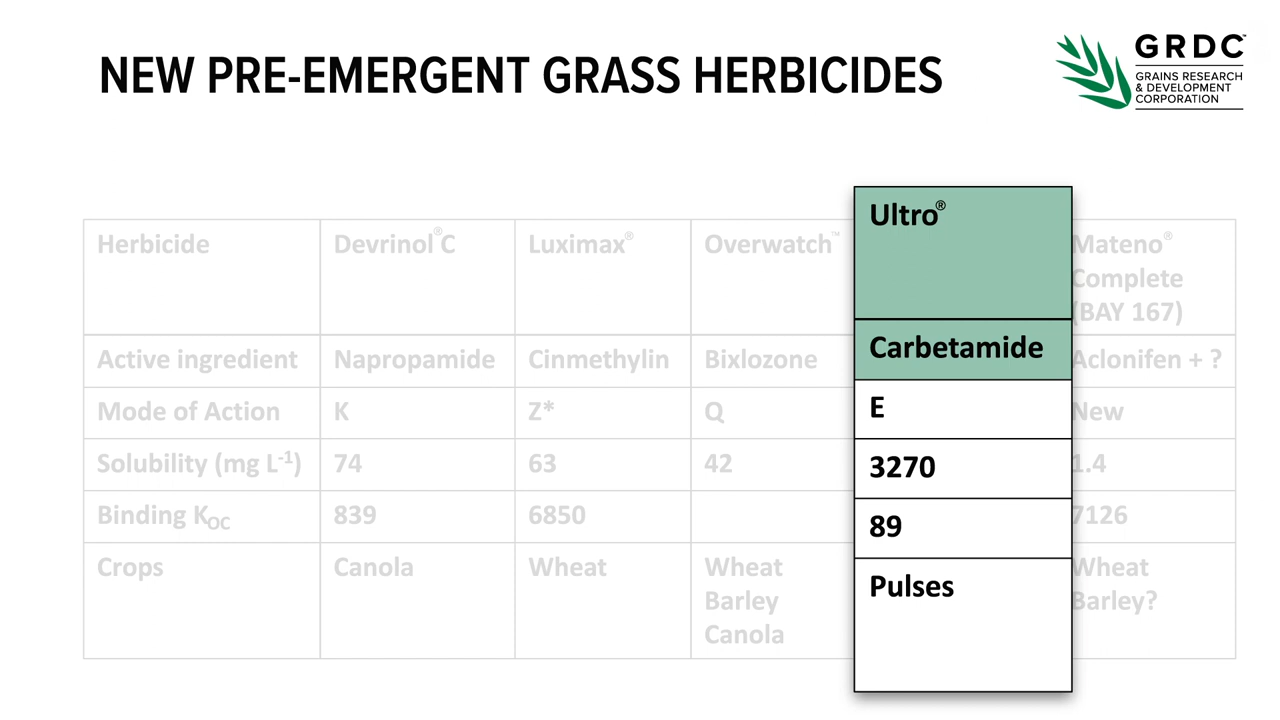 NEW PRE-EMERGENT GRASS HERBICIDES
GRDC™
GRAINS RESEARCH
& DEVELOPMENT
CORPORATION
Herbicide Devrinol®C Luximax® Overwatch™ Ultro® Mateno®
Complete
(BAY 167)
Active ingredient Napropamide Cinmethylin Bixlozone Carbetamide Aclonifen + ?
Mode of Action K Z* Q E New
Solubility (mg L-1) 74 63 42 3270 1.4
Binding KOC 839 6850 89 7126
Crops Canola Wheat Wheat Pulses Wheat
Barley Barley?
Canola